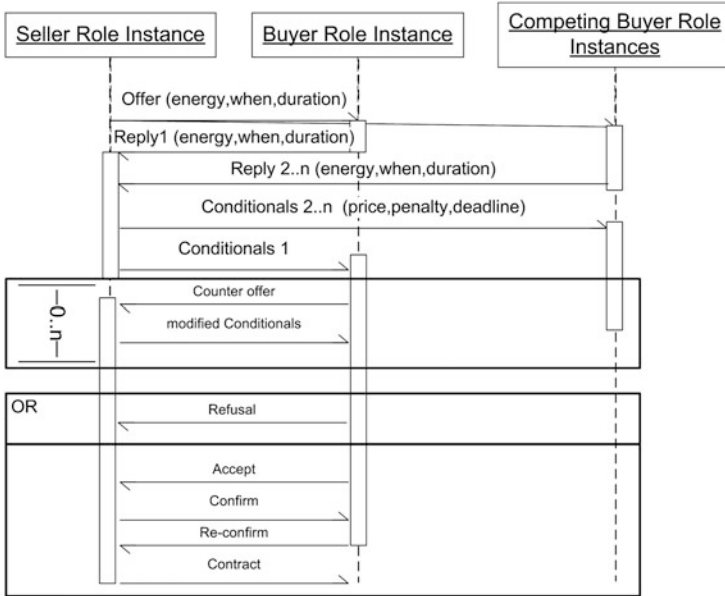 Seller Role Instance
Buyer Role Instance
Competing Buyer Role
Instances
Offer (energy,when,duration)
Reply1 (energy,when,duration)
Reply 2..n (energy,when,duration)
Conditionals 2..n (price,penalty,deadline)
Conditionals 1
0..n
Counter offer
modified Conditionals
OR
Refusal
Accept
Confirm
Re-confirm
Contract